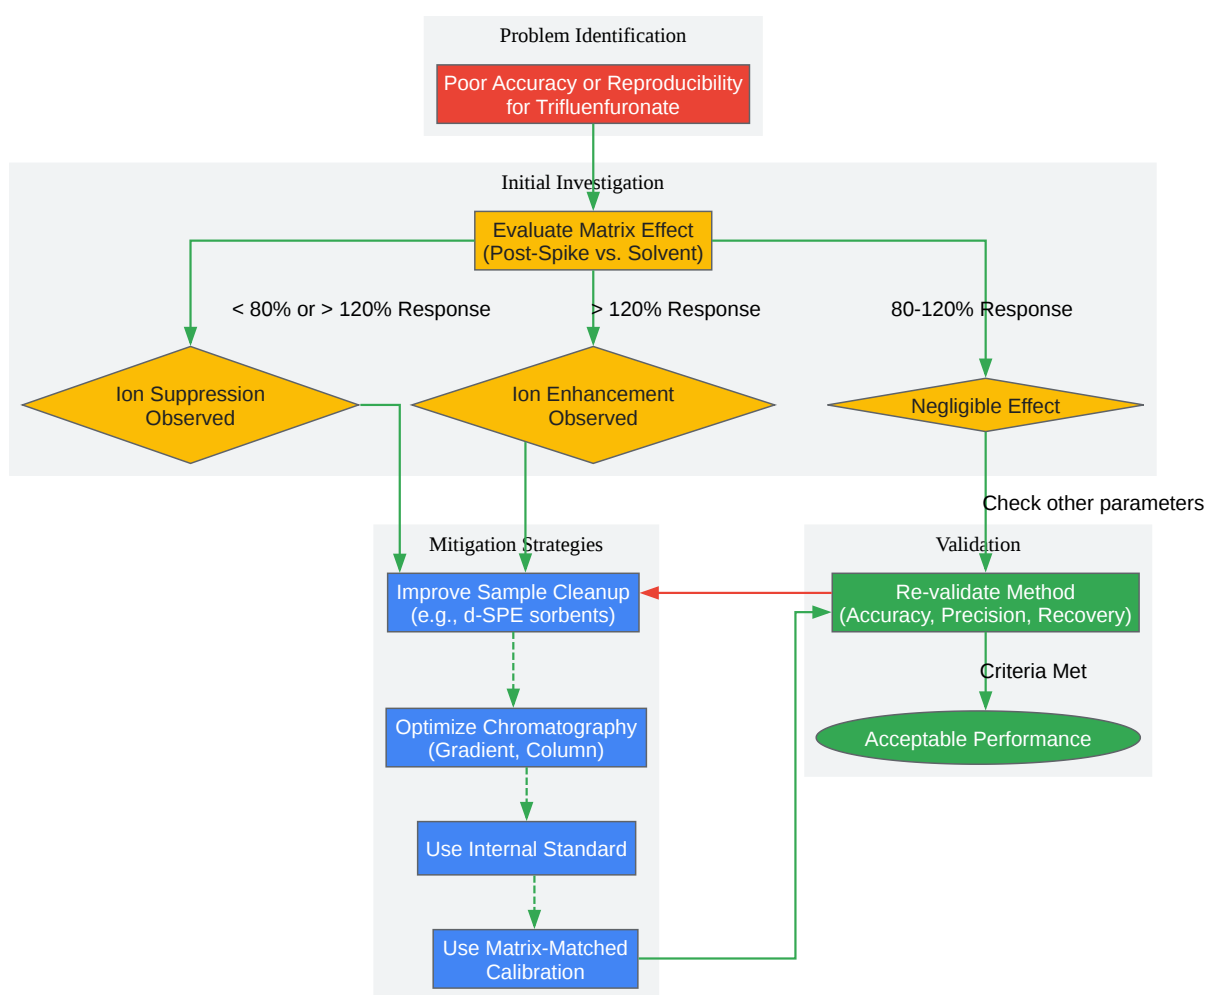 Problem Identification
Poor Accuracy or Reproducibility
for Trifluenfuronate
Initial Investigation
Evaluate Matrix Effect
(Post-Spike vs. Solvent)
< 80% or > 120% Response
> 120% Response
80-120% Response
Ion Suppression
Observed
Ion Enhancement
Observed
Negligible Effect
Check other parameters
Mitigation Strategies
Validation
Improve Sample Cleanup
(e.g., d-SPE sorbents)
Re-validate Method
(Accuracy, Precision, Recovery)
Criteria Met
Optimize Chromatography
(Gradient, Column)
Acceptable Performance
Use Internal Standard
Use Matrix-Matched
Calibration